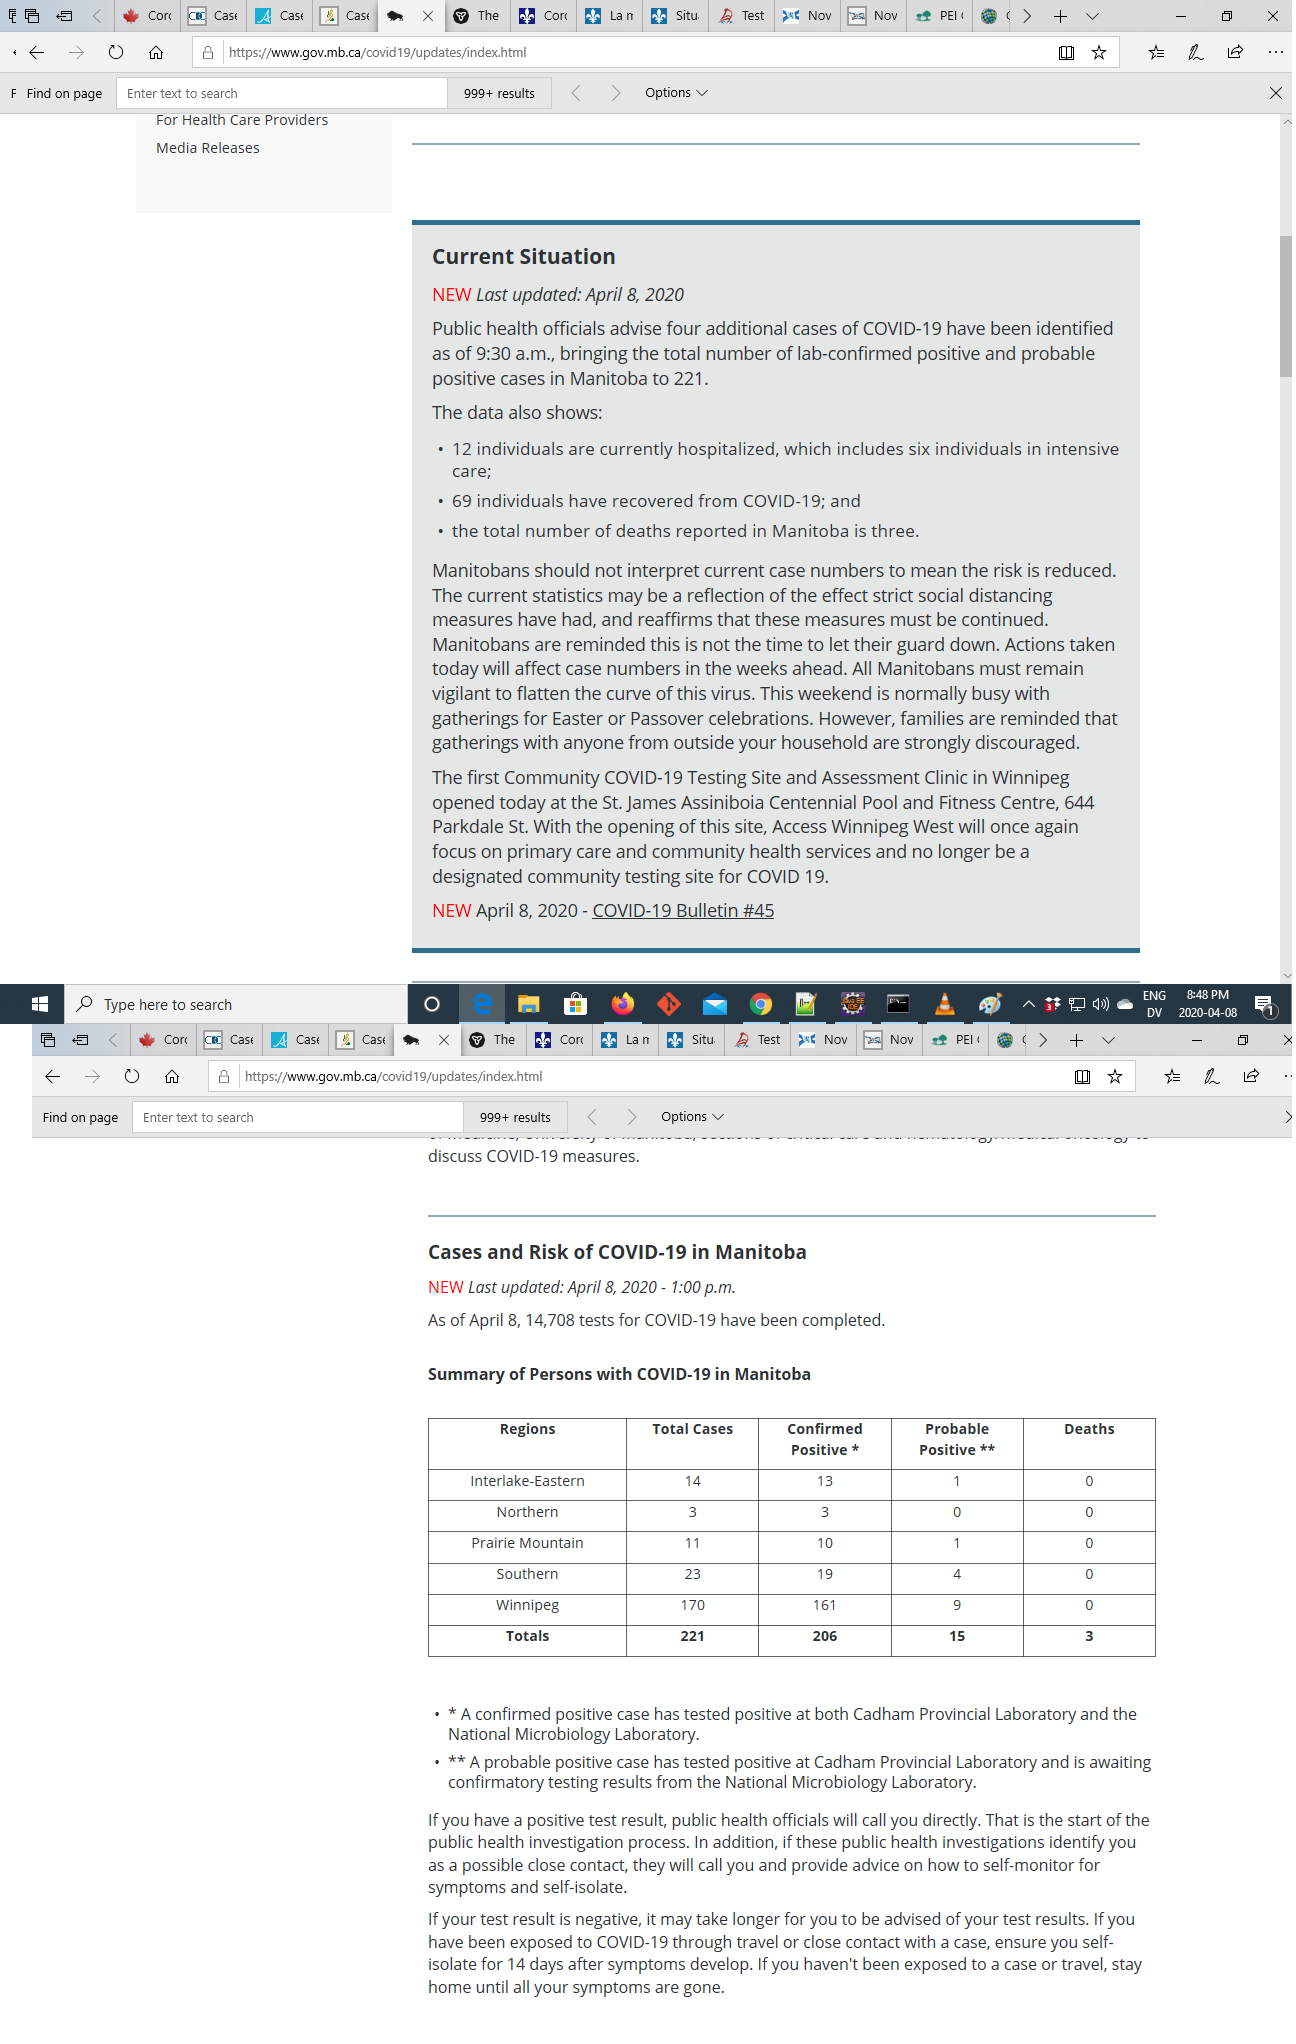 Corc
Case
Case
Case
The
Corc
La n
Situ
Test
Nov
Nov
PEI
https://www.gov.mb.ca/covid19/updates/index.html
F Find on page Enter text to search 999+ results Options
For Health Care Providers
Media Releases
Current Situation
NEW Last updated: April 8, 2020
Public health officials advise four additional cases of COVID-19 have been identified
as of 9:30 a.m., bringing the total number of lab-confirmed positive and probable
positive cases in Manitoba to 221.
The data also shows:
• 12 individuals are currently hospitalized, which includes six individuals in intensive
care;
• 69 individuals have recovered from COVID-19; and
• the total number of deaths reported in Manitoba is three.
Manitobans should not interpret current case numbers to mean the risk is reduced.
The current statistics may be a reflection of the effect strict social distancing
measures have had, and reaffirms that these measures must be continued.
Manitobans are reminded this is not the time to let their guard down. Actions taken
today will affect case numbers in the weeks ahead. All Manitobans must remain
vigilant to flatten the curve of this virus. This weekend is normally busy with
gatherings for Easter or Passover celebrations. However, families are reminded that
gatherings with anyone from outside your household are strongly discouraged.
The first Community COVID-19 Testing Site and Assessment Clinic in Winnipeg
opened today at the St. James Assiniboia Centennial Pool and Fitness Centre, 644
Parkdale St. With the opening of this site, Access Winnipeg West will once again
focus on primary care and community health services and no longer be a
designated community testing site for COVID 19.
NEW April 8, 2020 - COVID-19 Bulletin #45
Type here to search
ENG 8:48 PM
DV 2020-04-08
Corc
Case
Case
Case
The
Corc
La n
Situ
Test
Nov
Nov
PEI
https://www.gov.mb.ca/covid19/updates/index.html
Find on page Enter text to search 999+ results Options
discuss COVID-19 measures.
Cases and Risk of COVID-19 in Manitoba
NEW Last updated: April 8, 2020 - 1:00 p.m.
As of April 8, 14,708 tests for COVID-19 have been completed.
Summary of Persons with COVID-19 in Manitoba
Regions Total Cases Confirmed Positive * Probable Positive ** Deaths
Interlake-Eastern 14 13 1 0
Northern 3 3 0 0
Prairie Mountain 11 10 1 0
Southern 23 19 4 0
Winnipeg 170 161 9 0
Totals 221 206 15 3
• * A confirmed positive case has tested positive at both Cadham Provincial Laboratory and the
National Microbiology Laboratory.
• ** A probable positive case has tested positive at Cadham Provincial Laboratory and is awaiting
confirmatory testing results from the National Microbiology Laboratory.
If you have a positive test result, public health officials will call you directly. That is the start of the
public health investigation process. In addition, if these public health investigations identify you
as a possible close contact, they will call you and provide advice on how to self-monitor for
symptoms and self-isolate.
If your test result is negative, it may take longer for you to be advised of your test results. If you
have been exposed to COVID-19 through travel or close contact with a case, ensure you self-
isolate for 14 days after symptoms develop. If you haven't been exposed to a case or travel, stay
home until all your symptoms are gone.